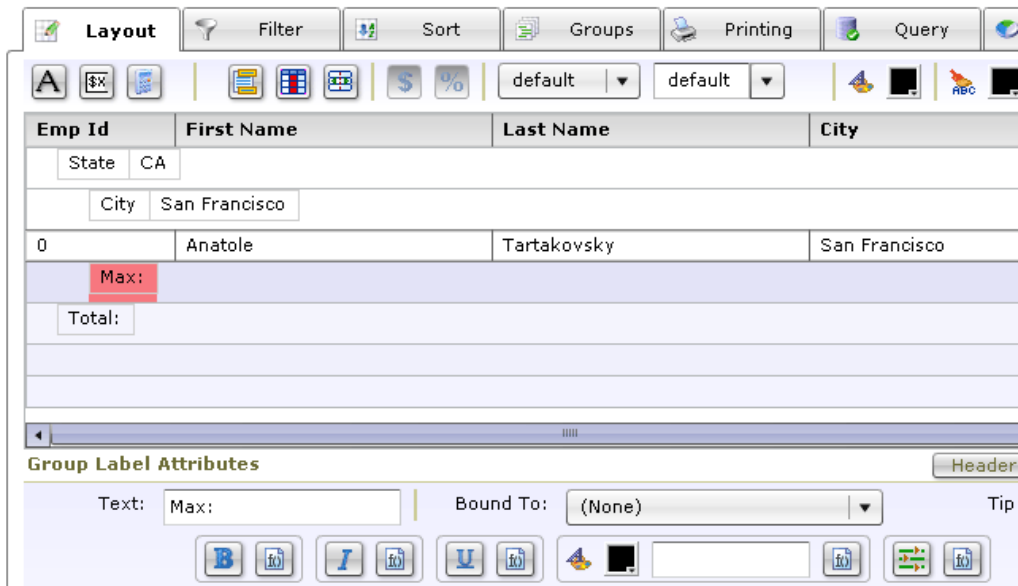 Layout Filter Sort Groups Printing Query
A $x $ % default default ABC
Emp Id First Name Last Name City
State CA
City San Francisco
0 Anatole Tartakovsky San Francisco
Max:
Total:
Group Label Attributes Header
Text: Max: Bound To: (None) Tip
B f() I f() U f() f() f()